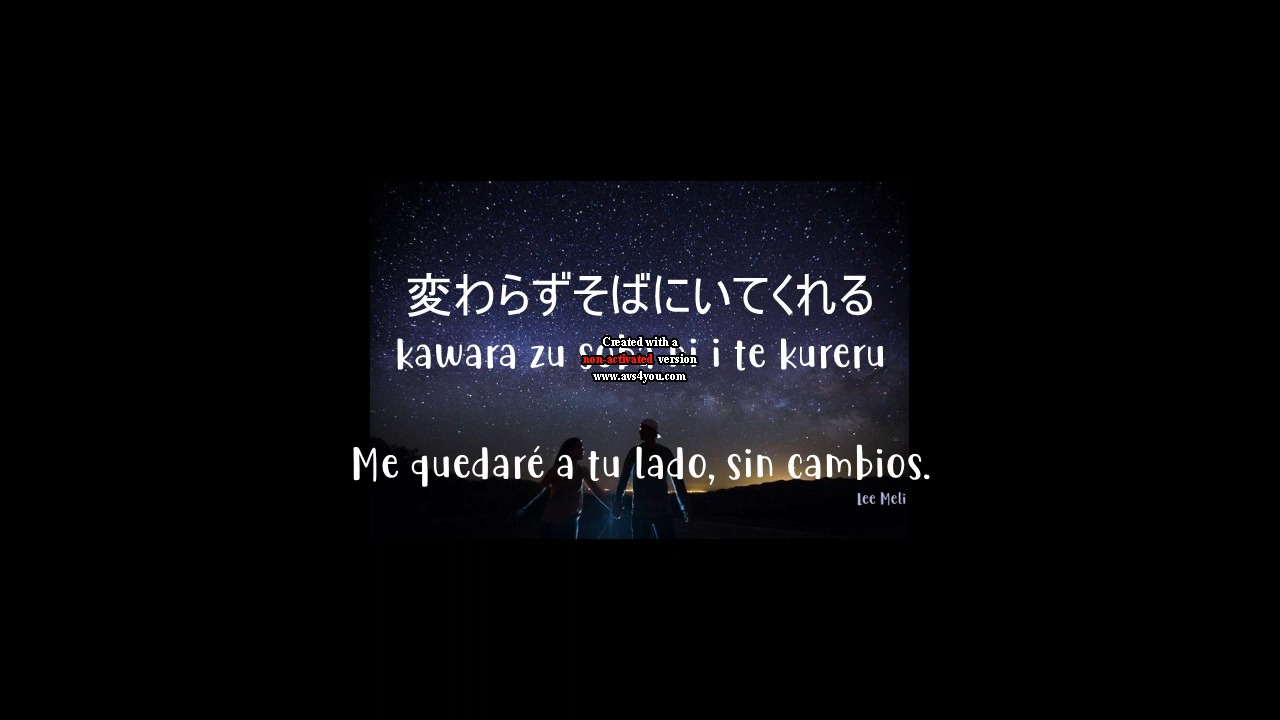 変わらずそばにいてくれる
kawara zu soba ni i te kureru
Created with a
non-activated version
www.avs4you.com
Me quedaré a tu lado, sin cambios.
Lee Meli